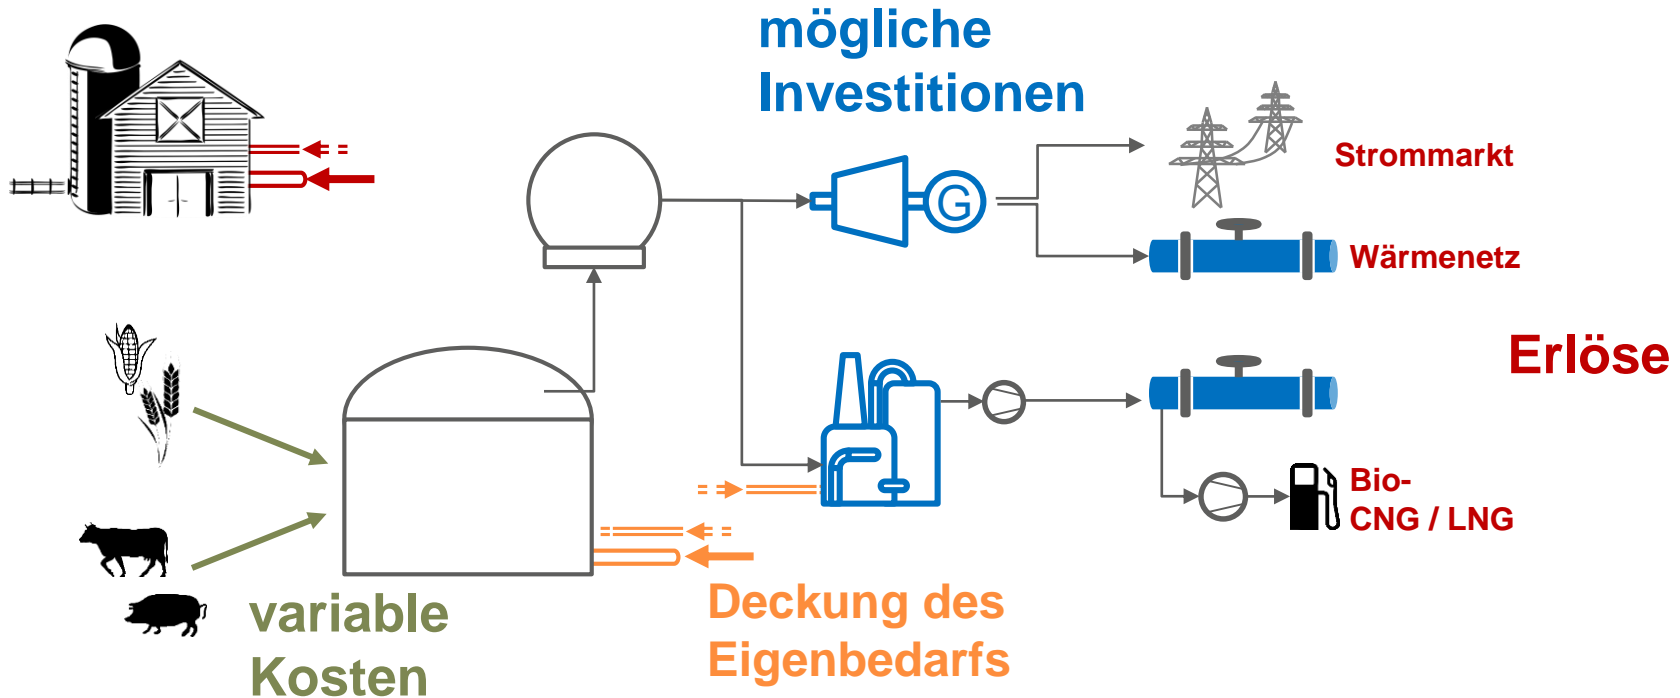 mögliche
Investitionen
G
Strommarkt
Wärmenetz
Erlöse
Bio-
CNG / LNG
variable
Kosten
Deckung des
Eigenbedarfs